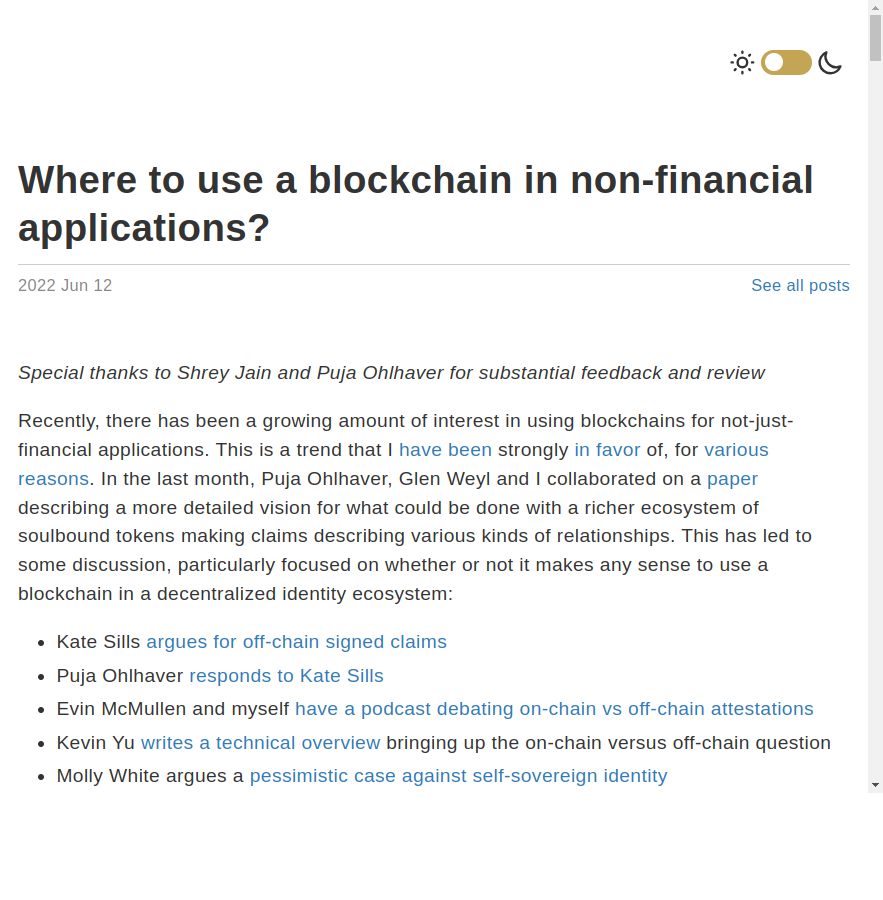 Where to use a blockchain in non-financial
applications?
2022 Jun 12
See all posts
Special thanks to Shrey Jain and Puja Ohlhaver for substantial feedback and review
Recently, there has been a growing amount of interest in using blockchains for not-just-
financial applications. This is a trend that I have been strongly in favor of, for various
reasons. In the last month, Puja Ohlhaver, Glen Weyl and I collaborated on a paper
describing a more detailed vision for what could be done with a richer ecosystem of
soulbound tokens making claims describing various kinds of relationships. This has led to
some discussion, particularly focused on whether or not it makes any sense to use a
blockchain in a decentralized identity ecosystem:
• Kate Sills argues for off-chain signed claims
• Puja Ohlhaver responds to Kate Sills
• Evin McMullen and myself have a podcast debating on-chain vs off-chain attestations
• Kevin Yu writes a technical overview bringing up the on-chain versus off-chain question
• Molly White argues a pessimistic case against self-sovereign identity